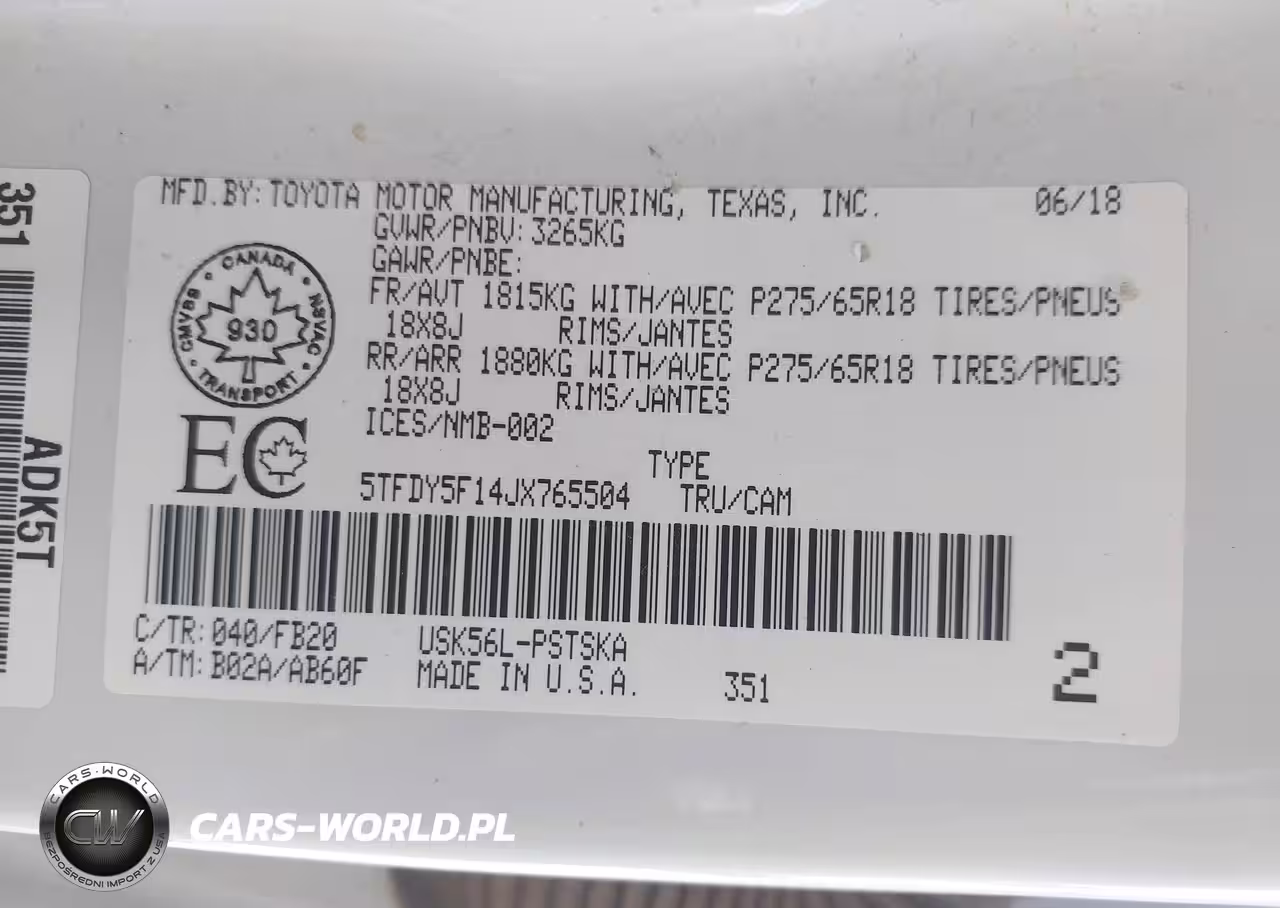 351
ADK5T
MFD.BY: TOYOTA MOTOR MANUFACTURING, TEXAS, INC. 06/18
GVWR/PNBV: 3265KG
GAWR/PNBE:
FR/AVT 1815KG WITH/AVEC P275/65R18 TIRES/PNEUS
18X8J RIMS/JANTES
RR/ARR 1880KG WITH/AVEC P275/65R18 TIRES/PNEUS
18X8J RIMS/JANTES
ICES/NMB-002
CANADA
CMVSS 930 NSVAC
TRANSPORT
EC
TYPE
5TFDY5F14JX765504 TRU/CAM
C/TR: 040/FB20 USK56L-PSTSKA
A/TM: B02A/AB60F MADE IN U.S.A. 351
2
CARS-WORLD
CW
BEZPOŚREDNI IMPORT Z USA
CARS-WORLD.PL